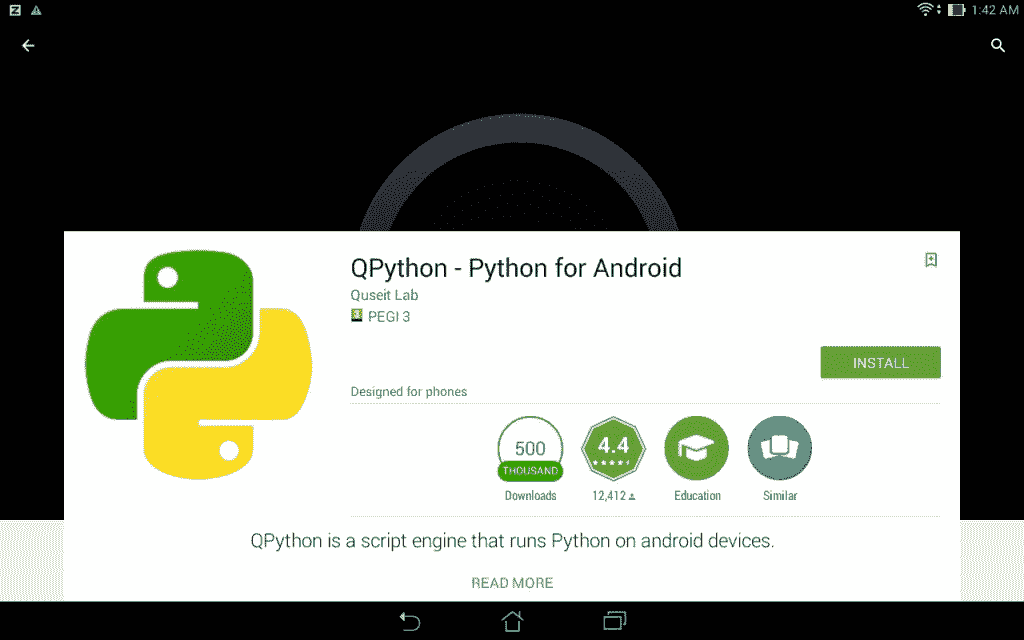 1:42 AM
QPython - Python for Android
Quseit Lab
PEGI 3
INSTALL
Designed for phones
500
THOUSAND
4.4
Downloads
12,412
Education
Similar
QPython is a script engine that runs Python on android devices.
READ MORE